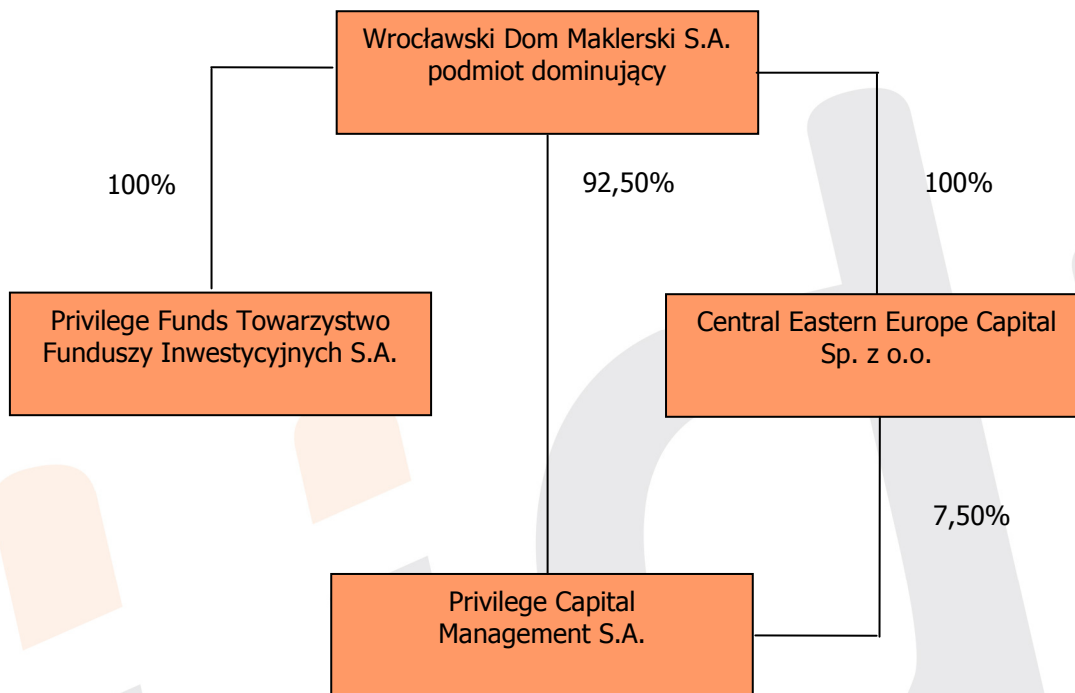 Wrocławski Dom Maklerski S.A.
podmiot dominujący
100%
92,50%
100%
Privilege Funds Towarzystwo
Funduszy Inwestycyjnych S.A.
Central Eastern Europe Capital
Sp. z o.o.
7,50%
Privilege Capital
Management S.A.